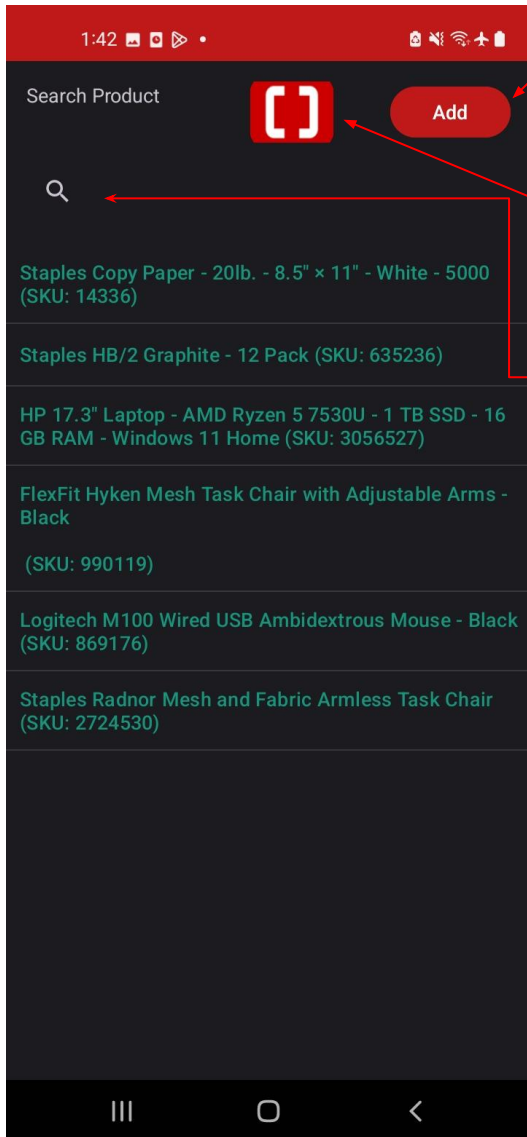 1:42
Search Product
Add
Staples Copy Paper - 20lb. - 8.5" × 11" - White - 5000
(SKU: 14336)
Staples HB/2 Graphite - 12 Pack (SKU: 635236)
HP 17.3" Laptop - AMD Ryzen 5 7530U - 1 TB SSD - 16
GB RAM - Windows 11 Home (SKU: 3056527)
FlexFit Hyken Mesh Task Chair with Adjustable Arms -
Black
(SKU: 990119)
Logitech M100 Wired USB Ambidextrous Mouse - Black
(SKU: 869176)
Staples Radnor Mesh and Fabric Armless Task Chair
(SKU: 2724530)